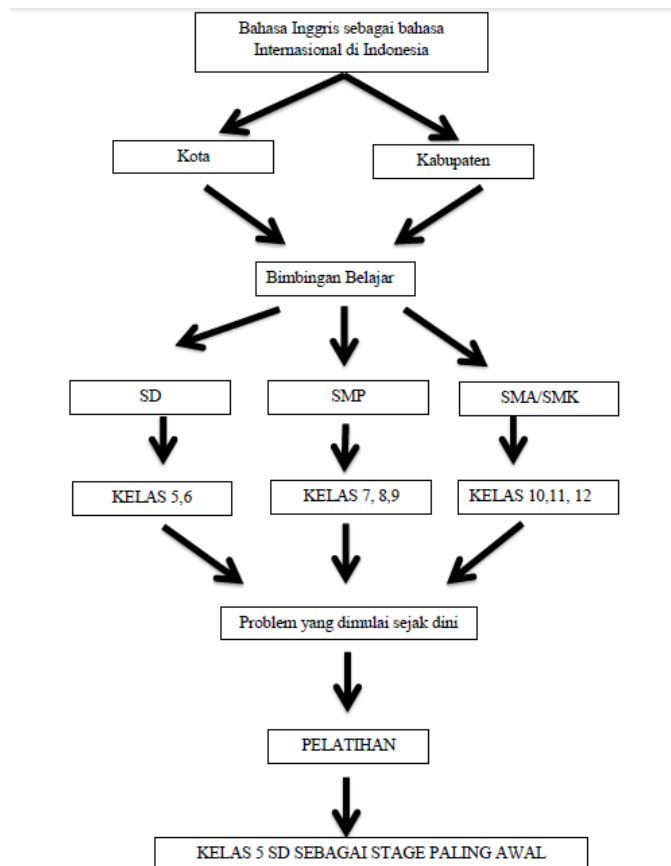 Bahasa Inggris sebagai bahasa
Internasional di Indonesia
Kota
Kabupaten
Bimbingan Belajar
SD
SMP
SMA/SMK
KELAS 5,6
KELAS 7, 8,9
KELAS 10,11, 12
Problem yang dimulai sejak dini
PELATIHAN
KELAS 5 SD SEBAGAI STAGE PALING AWAL